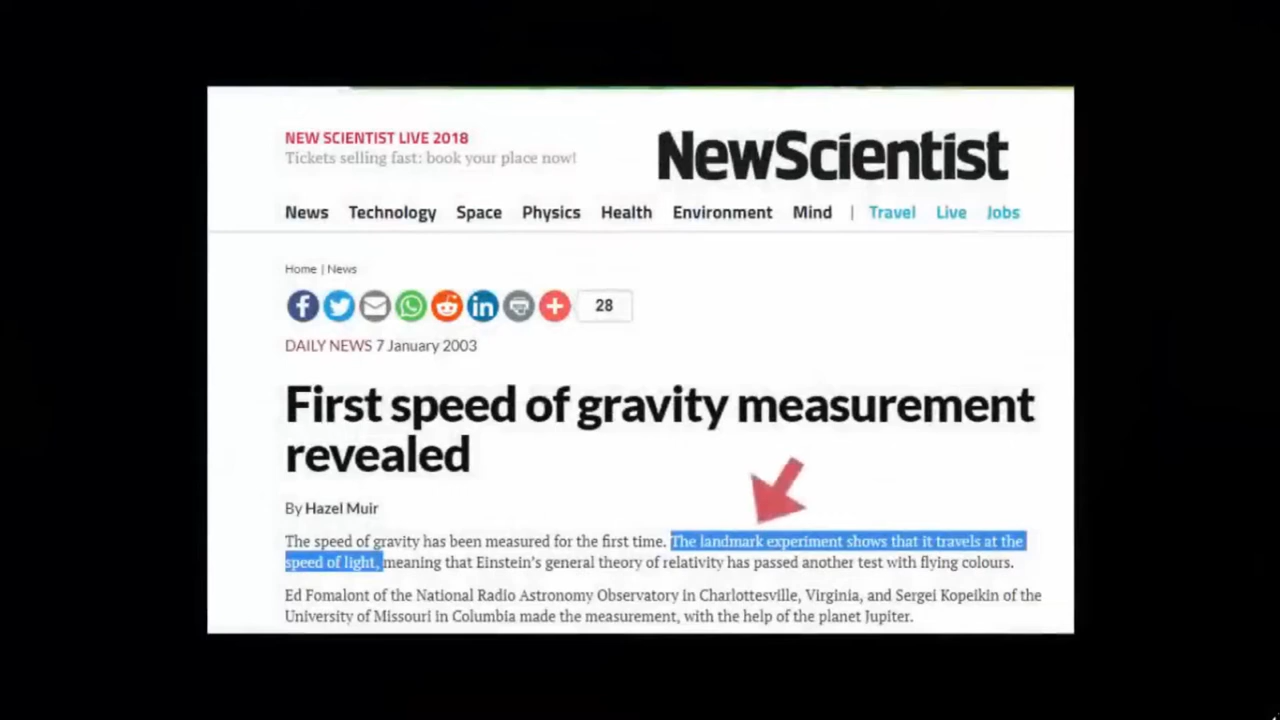 NEW SCIENTIST LIVE 2018
Tickets selling fast: book your place now!
NewScientist
News Technology Space Physics Health Environment Mind | Travel Live Jobs
Home | News
28
DAILY NEWS 7 January 2003
First speed of gravity measurement
revealed
By Hazel Muir
The speed of gravity has been measured for the first time. The landmark experiment shows that it travels at the
speed of light, meaning that Einstein's general theory of relativity has passed another test with flying colours.
Ed Fomalont of the National Radio Astronomy Observatory in Charlottesville, Virginia, and Sergei Kopeikin of the
University of Missouri in Columbia made the measurement, with the help of the planet Jupiter.